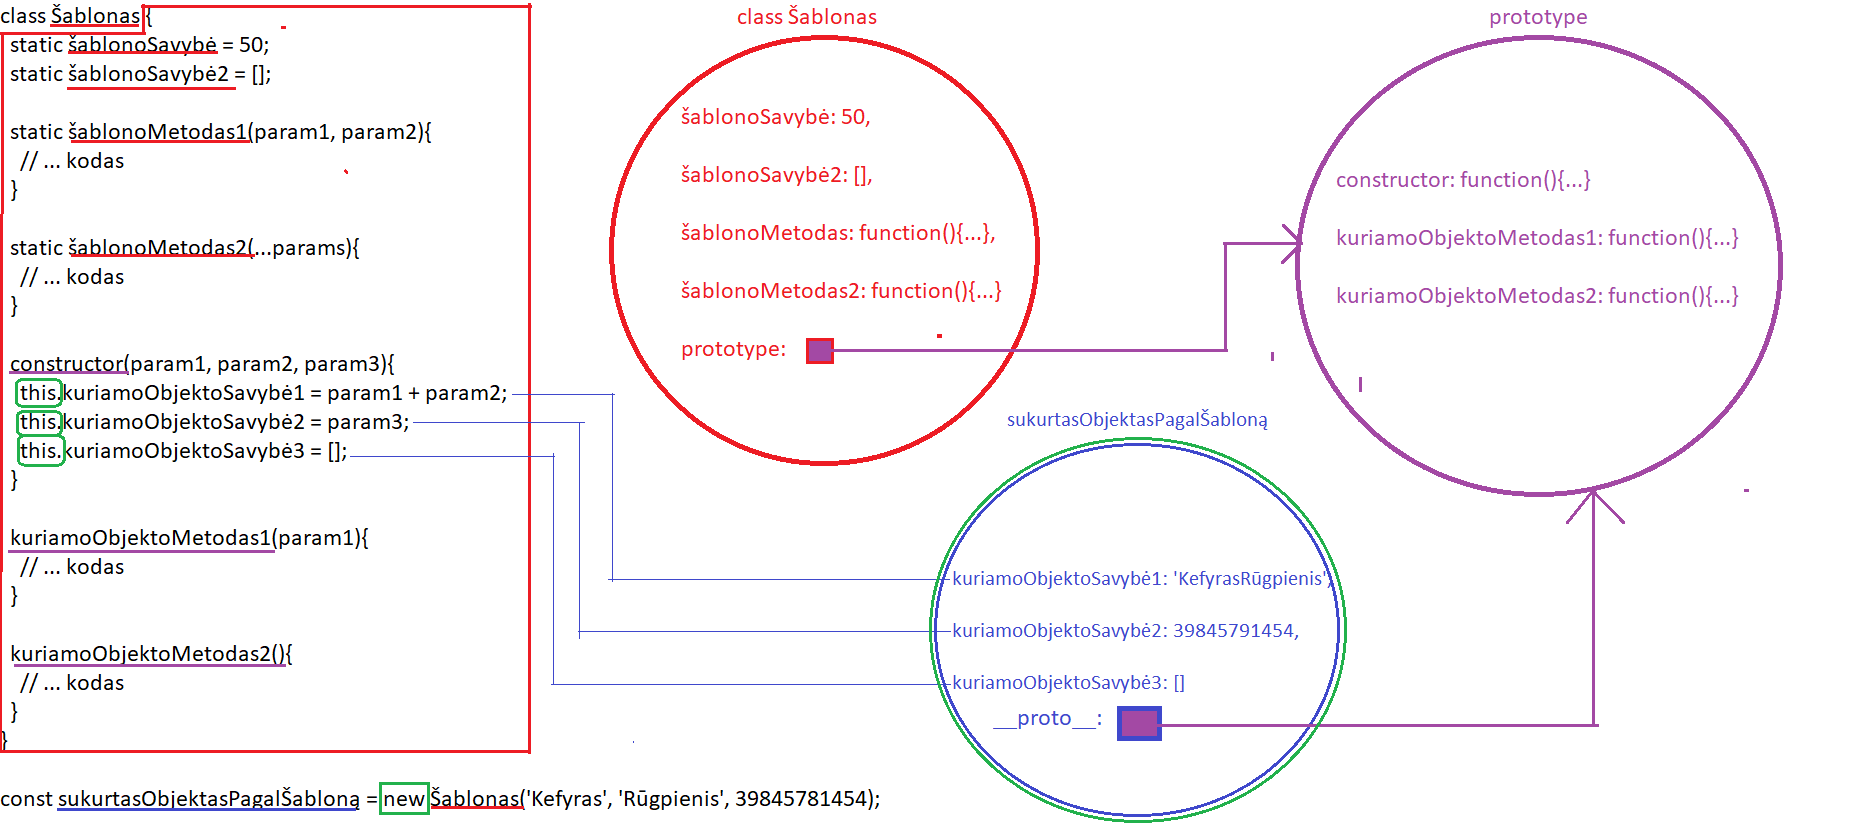 class Šablonas {
static šablonoSavybė = 50;
static šablonoSavybė2 = [];
static šablonoMetodas1(param1, param2){
// ... kodas
}
static šablonoMetodas2(...params){
// ... kodas
}
constructor(param1, param2, param3){
this.kuriamoObjektoSavybė1 = param1 + param2;
this.kuriamoObjektoSavybė2 = param3;
this.kuriamoObjektoSavybė3 = [];
}
kuriamoObjektoMetodas1(param1){
// ... kodas
}
kuriamoObjektoMetodas2(){
// ... kodas
}
}
const sukurtasObjektasPagalŠabloną = new Šablonas('Kefyras', 'Rūgpienis', 39845781454);
class Šablonas
šablonoSavybė: 50,
šablonoSavybė2: [],
šablonoMetodas: function(){...},
šablonoMetodas2: function(){...}
prototype:
prototype
constructor: function(){...}
kuriamoObjektoMetodas1: function(){...}
kuriamoObjektoMetodas2: function(){...}
sukurtasObjektasPagalŠabloną
kuriamoObjektoSavybė1: 'KefyrasRūgpienis',
kuriamoObjektoSavybė2: 39845791454,
kuriamoObjektoSavybė3: []
__proto__: